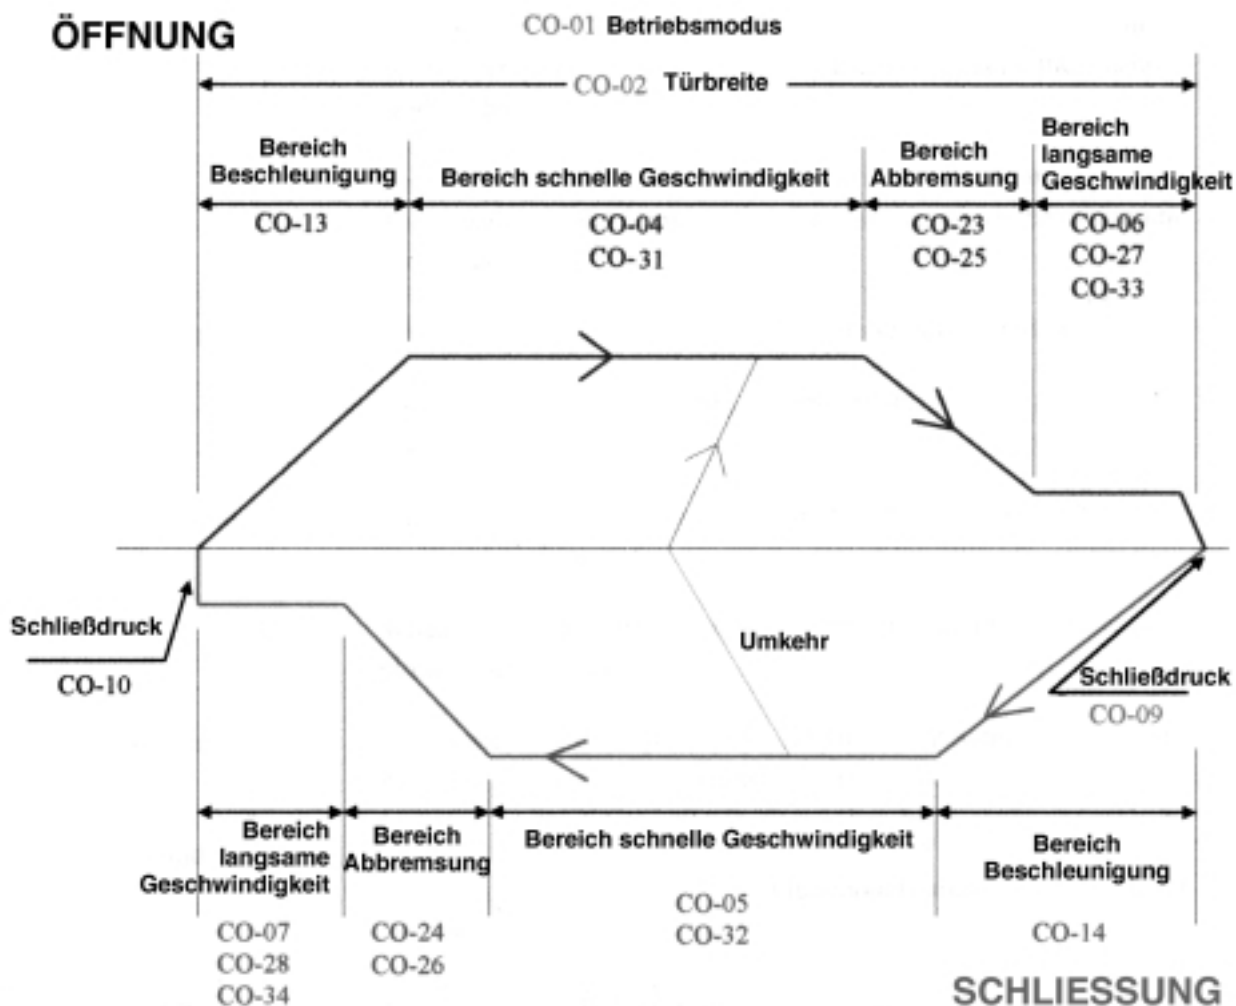 ÖFFNUNG
CO-01 Betriebsmodus
CO-02 Türbreite
Bereich
Beschleunigung
CO-13
Bereich schnelle Geschwindigkeit
CO-04
CO-31
Bereich
Abbremsung
CO-23
CO-25
Bereich
langsame
Geschwindigkeit
CO-06
CO-27
CO-33
Schließdruck
CO-10
Umkehr
Schließdruck
CO-09
Bereich
langsame
Geschwindigkeit
CO-07
CO-28
CO-34
Bereich
Abbremsung
CO-24
CO-26
Bereich schnelle Geschwindigkeit
CO-05
CO-32
Bereich
Beschleunigung
CO-14
SCHLIESSUNG